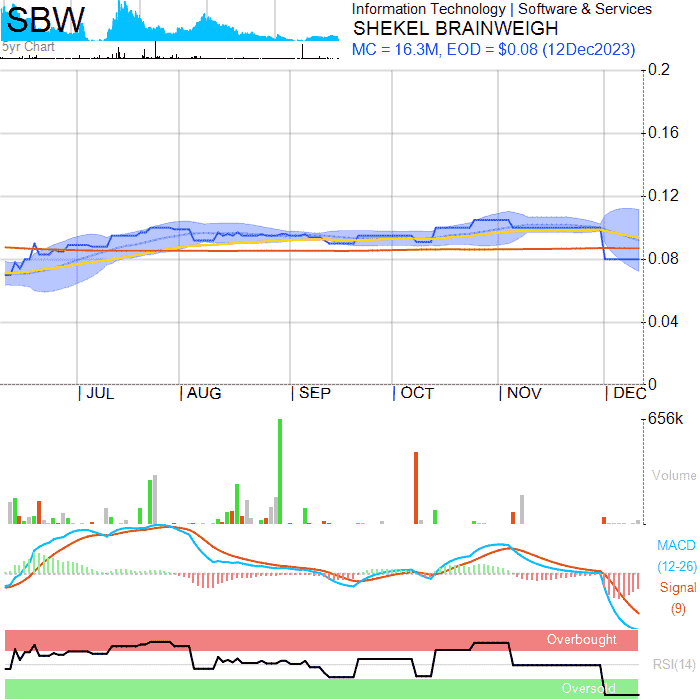 SBW
5yr Chart
Information Technology | Software & Services
SHEKEL BRAINWEIGH
MC = 16.3M, EOD = $0.08 (12Dec2023)
0.2
0.16
0.12
0.08
0.04
0
| JUL | AUG | SEP | OCT | NOV | DEC
656k
Volume
MACD
(12-26)
Signal
(9)
Overbought
RSI(14)
Oversold